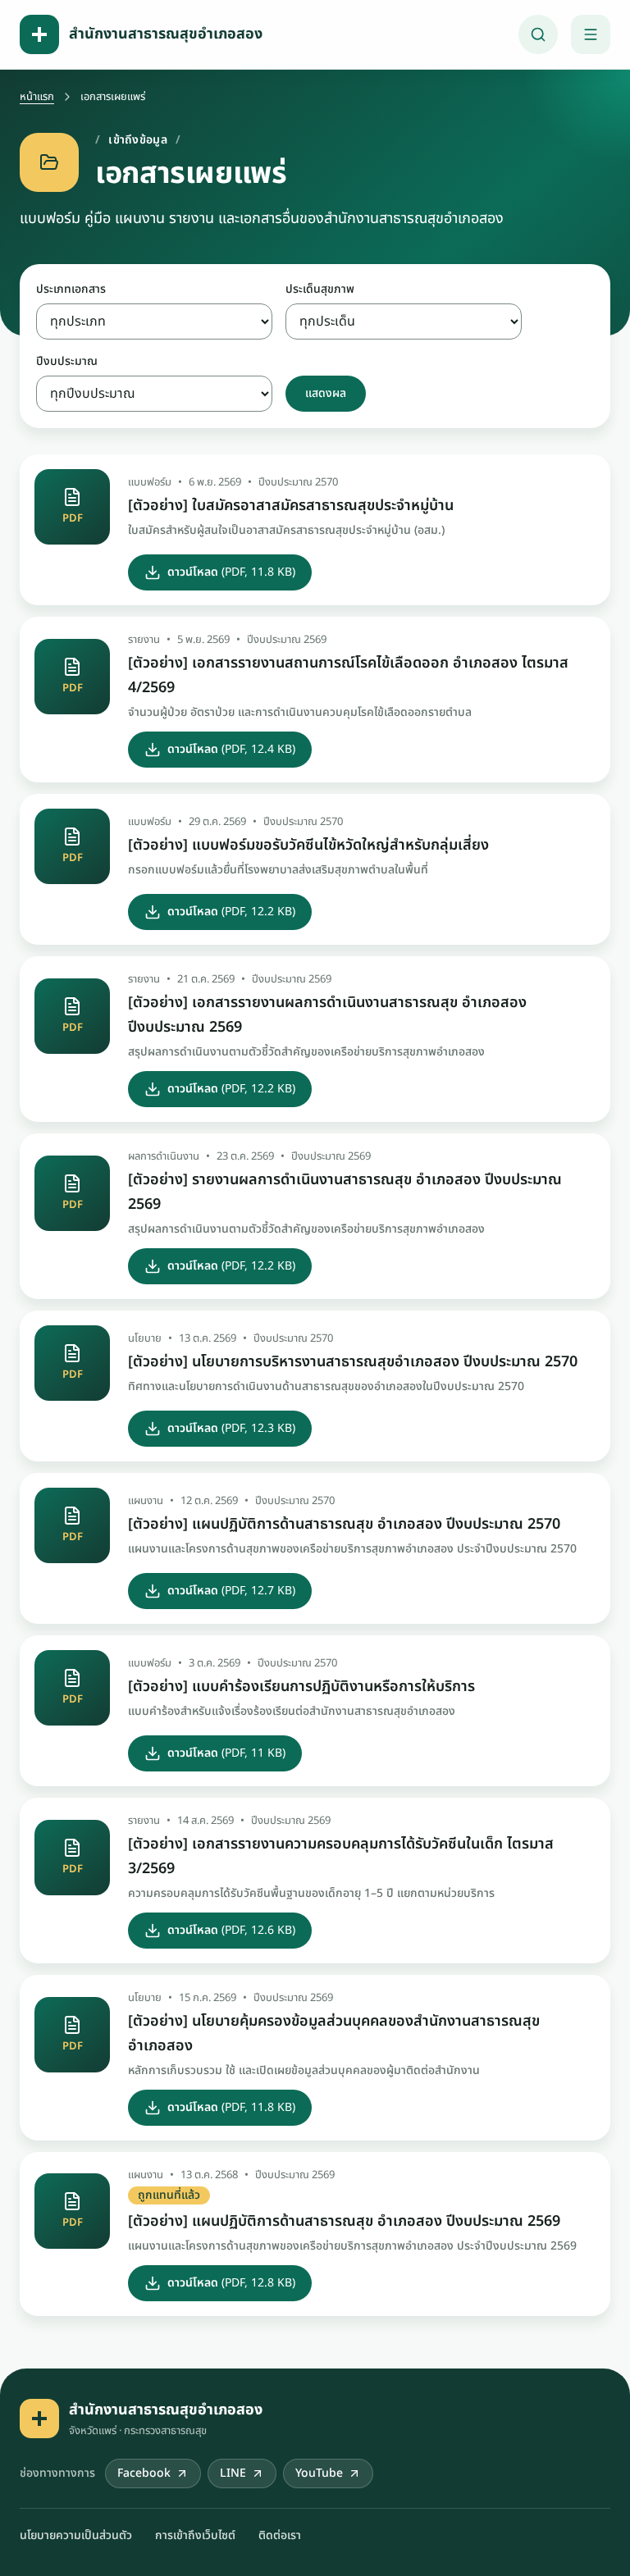 สำนักงานสาธารณสุขอำเภอสอง
หน้าแรก > เอกสารเผยแพร่
/ เข้าถึงข้อมูล /
เอกสารเผยแพร่
แบบฟอร์ม คู่มือ แผนงาน รายงาน และเอกสารอื่นของสำนักงานสาธารณสุขอำเภอสอง
ประเภทเอกสาร
ทุกประเภท
ประเด็นสุขภาพ
ทุกประเด็น
ปีงบประมาณ
ทุกปีงบประมาณ
แสดงผล
PDF
แบบฟอร์ม • 6 พ.ย. 2569 • ปีงบประมาณ 2570
[ตัวอย่าง] ใบสมัครอาสาสมัครสาธารณสุขประจำหมู่บ้าน
ใบสมัครสำหรับผู้สนใจเป็นอาสาสมัครสาธารณสุขประจำหมู่บ้าน (อสม.)
ดาวน์โหลด (PDF, 11.8 KB)
PDF
รายงาน • 5 พ.ย. 2569 • ปีงบประมาณ 2569
[ตัวอย่าง] เอกสารรายงานสถานการณ์โรคไข้เลือดออก อำเภอสอง ไตรมาส
4/2569
จำนวนผู้ป่วย อัตราป่วย และการดำเนินงานควบคุมโรคไข้เลือดออกรายตำบล
ดาวน์โหลด (PDF, 12.4 KB)
PDF
แบบฟอร์ม • 29 ต.ค. 2569 • ปีงบประมาณ 2570
[ตัวอย่าง] แบบฟอร์มขอรับวัคซีนไข้หวัดใหญ่สำหรับกลุ่มเสี่ยง
กรอกแบบฟอร์มแล้วยื่นที่โรงพยาบาลส่งเสริมสุขภาพตำบลในพื้นที่
ดาวน์โหลด (PDF, 12.2 KB)
PDF
รายงาน • 21 ต.ค. 2569 • ปีงบประมาณ 2569
[ตัวอย่าง] เอกสารรายงานผลการดำเนินงานสาธารณสุข อำเภอสอง
ปีงบประมาณ 2569
สรุปผลการดำเนินงานตามตัวชี้วัดสำคัญของเครือข่ายบริการสุขภาพอำเภอสอง
ดาวน์โหลด (PDF, 12.2 KB)
PDF
ผลการดำเนินงาน • 23 ต.ค. 2569 • ปีงบประมาณ 2569
[ตัวอย่าง] รายงานผลการดำเนินงานสาธารณสุข อำเภอสอง ปีงบประมาณ
2569
สรุปผลการดำเนินงานตามตัวชี้วัดสำคัญของเครือข่ายบริการสุขภาพอำเภอสอง
ดาวน์โหลด (PDF, 12.2 KB)
PDF
นโยบาย • 13 ต.ค. 2569 • ปีงบประมาณ 2570
[ตัวอย่าง] นโยบายการบริหารงานสาธารณสุขอำเภอสอง ปีงบประมาณ 2570
ทิศทางและนโยบายการดำเนินงานด้านสาธารณสุขของอำเภอสองในปีงบประมาณ 2570
ดาวน์โหลด (PDF, 12.3 KB)
PDF
แผนงาน • 12 ต.ค. 2569 • ปีงบประมาณ 2570
[ตัวอย่าง] แผนปฏิบัติการด้านสาธารณสุข อำเภอสอง ปีงบประมาณ 2570
แผนงานและโครงการด้านสุขภาพของเครือข่ายบริการสุขภาพอำเภอสอง ประจำปีงบประมาณ 2570
ดาวน์โหลด (PDF, 12.7 KB)
PDF
แบบฟอร์ม • 3 ต.ค. 2569 • ปีงบประมาณ 2570
[ตัวอย่าง] แบบคำร้องเรียนการปฏิบัติงานหรือการให้บริการ
แบบคำร้องสำหรับแจ้งเรื่องร้องเรียนต่อสำนักงานสาธารณสุขอำเภอสอง
ดาวน์โหลด (PDF, 11 KB)
PDF
รายงาน • 14 ส.ค. 2569 • ปีงบประมาณ 2569
[ตัวอย่าง] เอกสารรายงานความครอบคลุมการได้รับวัคซีนในเด็ก ไตรมาส
3/2569
ความครอบคลุมการได้รับวัคซีนพื้นฐานของเด็กอายุ 1–5 ปี แยกตามหน่วยบริการ
ดาวน์โหลด (PDF, 12.6 KB)
PDF
นโยบาย • 15 ก.ค. 2569 • ปีงบประมาณ 2569
[ตัวอย่าง] นโยบายคุ้มครองข้อมูลส่วนบุคคลของสำนักงานสาธารณสุข
อำเภอสอง
หลักการเก็บรวบรวม ใช้ และเปิดเผยข้อมูลส่วนบุคคลของผู้มาติดต่อสำนักงาน
ดาวน์โหลด (PDF, 11.8 KB)
PDF
แผนงาน • 13 ต.ค. 2568 • ปีงบประมาณ 2569
ถูกแทนที่แล้ว
[ตัวอย่าง] แผนปฏิบัติการด้านสาธารณสุข อำเภอสอง ปีงบประมาณ 2569
แผนงานและโครงการด้านสุขภาพของเครือข่ายบริการสุขภาพอำเภอสอง ประจำปีงบประมาณ 2569
ดาวน์โหลด (PDF, 12.8 KB)
สำนักงานสาธารณสุขอำเภอสอง
จังหวัดแพร่ · กระทรวงสาธารณสุข
ช่องทางทางการ Facebook LINE YouTube
นโยบายความเป็นส่วนตัว การเข้าถึงเว็บไซต์ ติดต่อเรา